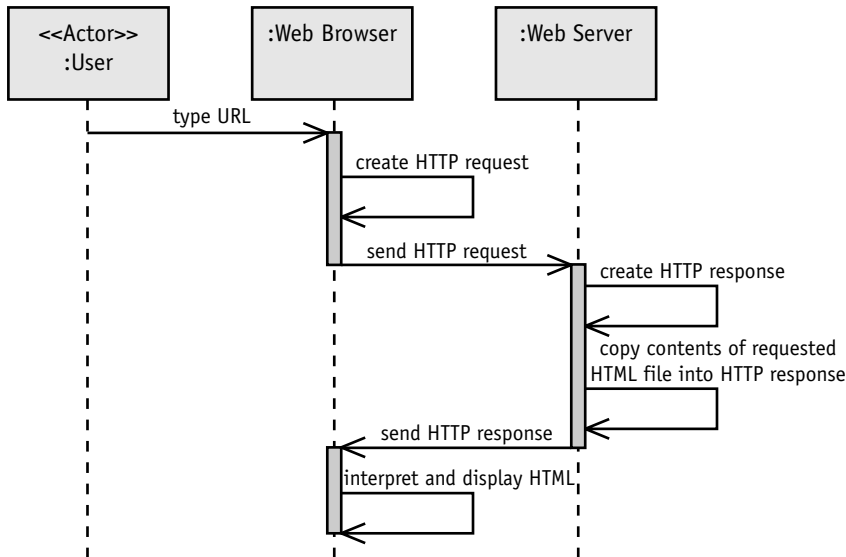 <<Actor>>
:User
:Web Browser
:Web Server
type URL
create HTTP request
send HTTP request
create HTTP response
copy contents of requested
HTML file into HTTP response
send HTTP response
interpret and display HTML